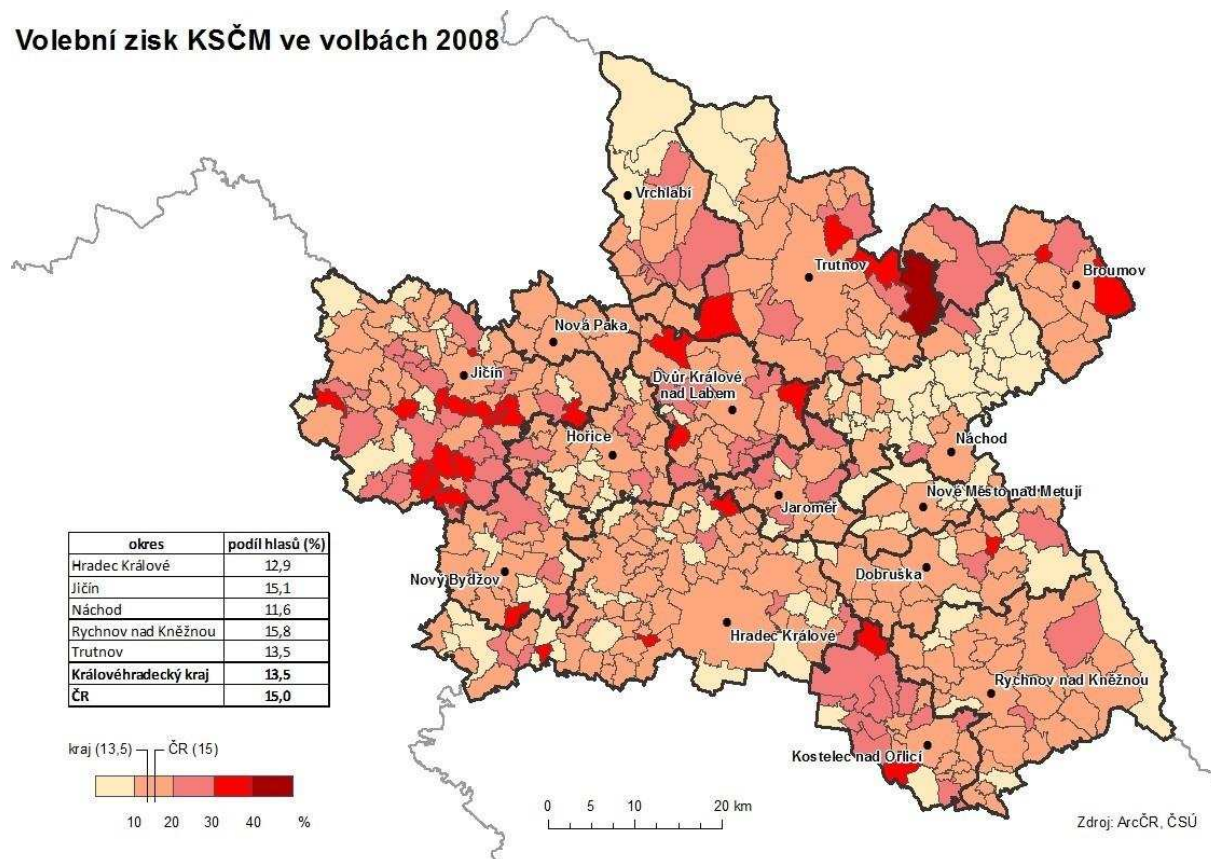 Volební zisk KSČM ve volbách 2008
Vrchlabí
Trutnov
Broumov
Nová Paka
Jičín
Dvůr Králové
nad Labem
Hořice
Náchod
Jaroměř
Nové Město nad Metují
Nový Bydžov
Dobruška
Hradec Králové
Rychnov nad Kněžnou
Kostelec nad Orlicí
okres podíl hlasů (%)
Hradec Králové 12,9
Jičín 15,1
Náchod 11,6
Rychnov nad Kněžnou 15,8
Trutnov 13,5
Královéhradecký kraj 13,5
ČR 15,0
kraj (13,5) ČR (15)
10 20 30 40 %
0 5 10 20 km
Zdroj: ArcČR, ČSÚ